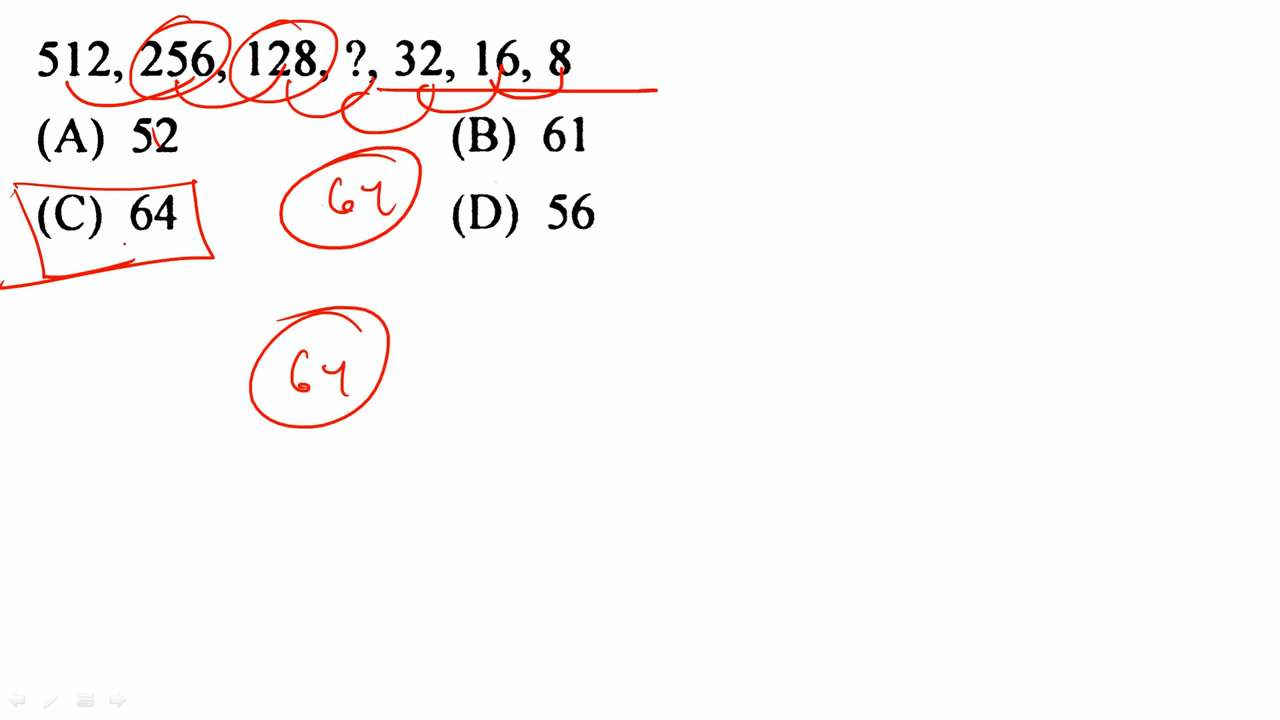 512, 256, 128, ?, 32, 16, 8
(A) 52 (B) 61
64
(C) 64 (D) 56
64